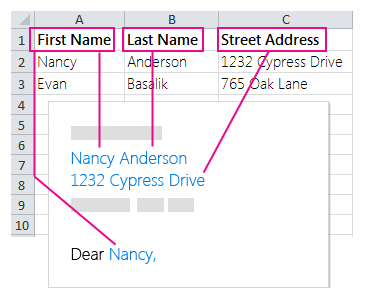 A B C
1 First Name Last Name Street Address
2 Nancy Anderson 1232 Cypress Drive
3 Evan Basalik 765 Oak Lane
4
5
6
7
8
9
10
Nancy Anderson
1232 Cypress Drive
Dear Nancy,